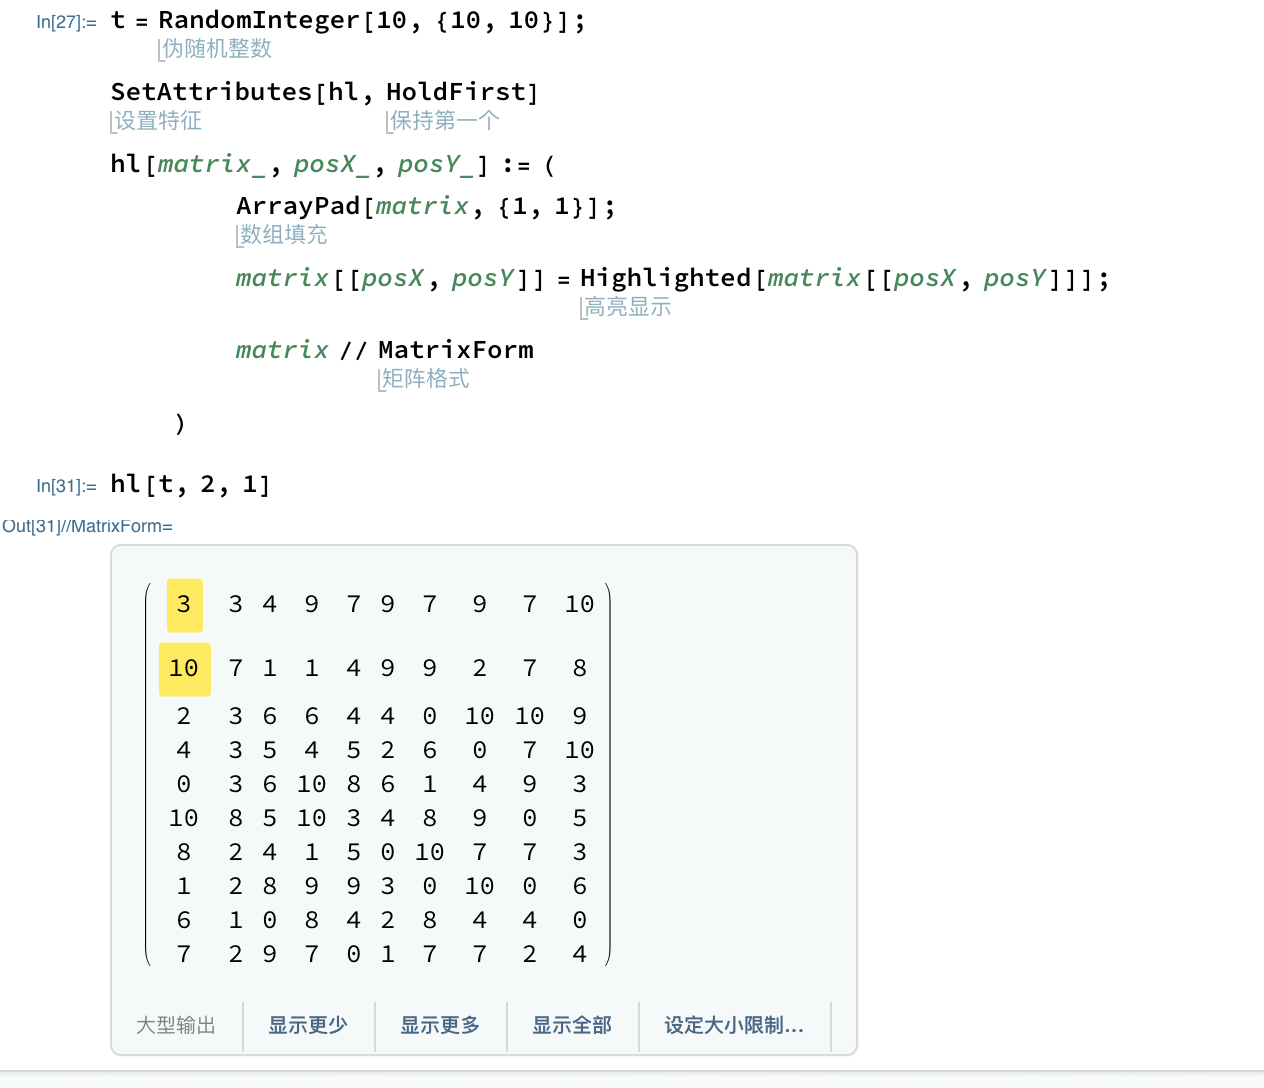 In[27]:= t = RandomInteger[10, {10, 10}];
伪随机整数
SetAttributes[hl, HoldFirst]
设置特征 保持第一个
hl[matrix_, posX_, posY_] := (
ArrayPad[matrix, {1, 1}];
数组填充
matrix[[posX, posY]] = Highlighted[matrix[[posX, posY]]];
高亮显示
matrix // MatrixForm
矩阵格式
)
In[31]:= hl[t, 2, 1]
Out[31]//MatrixForm=
3 3 4 9 7 9 7 9 7 10
10 7 1 1 4 9 9 2 7 8
2 3 6 6 4 4 0 10 10 9
4 3 5 4 5 2 6 0 7 10
0 3 6 10 8 6 1 4 9 3
10 8 5 10 3 4 8 9 0 5
8 2 4 1 5 0 10 7 7 3
1 2 8 9 9 3 0 10 0 6
6 1 0 8 4 2 8 4 4 0
7 2 9 7 0 1 7 7 2 4
大型输出 显示更少 显示更多 显示全部 设定大小限制...